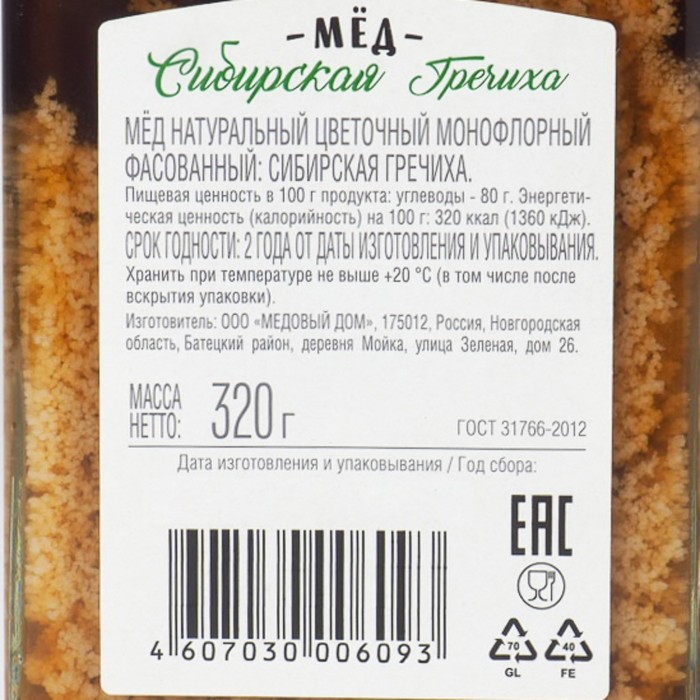 -МЁД-
Сибирская Гречиха
МЁД НАТУРАЛЬНЫЙ ЦВЕТОЧНЫЙ МОНОФЛОРНЫЙ
ФАСОВАННЫЙ: СИБИРСКАЯ ГРЕЧИХА.
Пищевая ценность в 100 г продукта: углеводы - 80 г. Энергети-
ческая ценность (калорийность) на 100 г: 320 ккал (1360 кДж).
СРОК ГОДНОСТИ: 2 ГОДА ОТ ДАТЫ ИЗГОТОВЛЕНИЯ И УПАКОВЫВАНИЯ.
Хранить при температуре не выше +20 °С (в том числе после
вскрытия упаковки).
Изготовитель: ООО «МЕДОВЫЙ ДОМ», 175012, Россия, Новгородская
область, Батецкий район, деревня Мойка, улица Зеленая, дом 26.
МАССА
НЕТТО: 320 г
ГОСТ 31766-2012
Дата изготовления и упаковывания / Год сбора:
ЕАС
4 607030 006093
70 40
GL FE